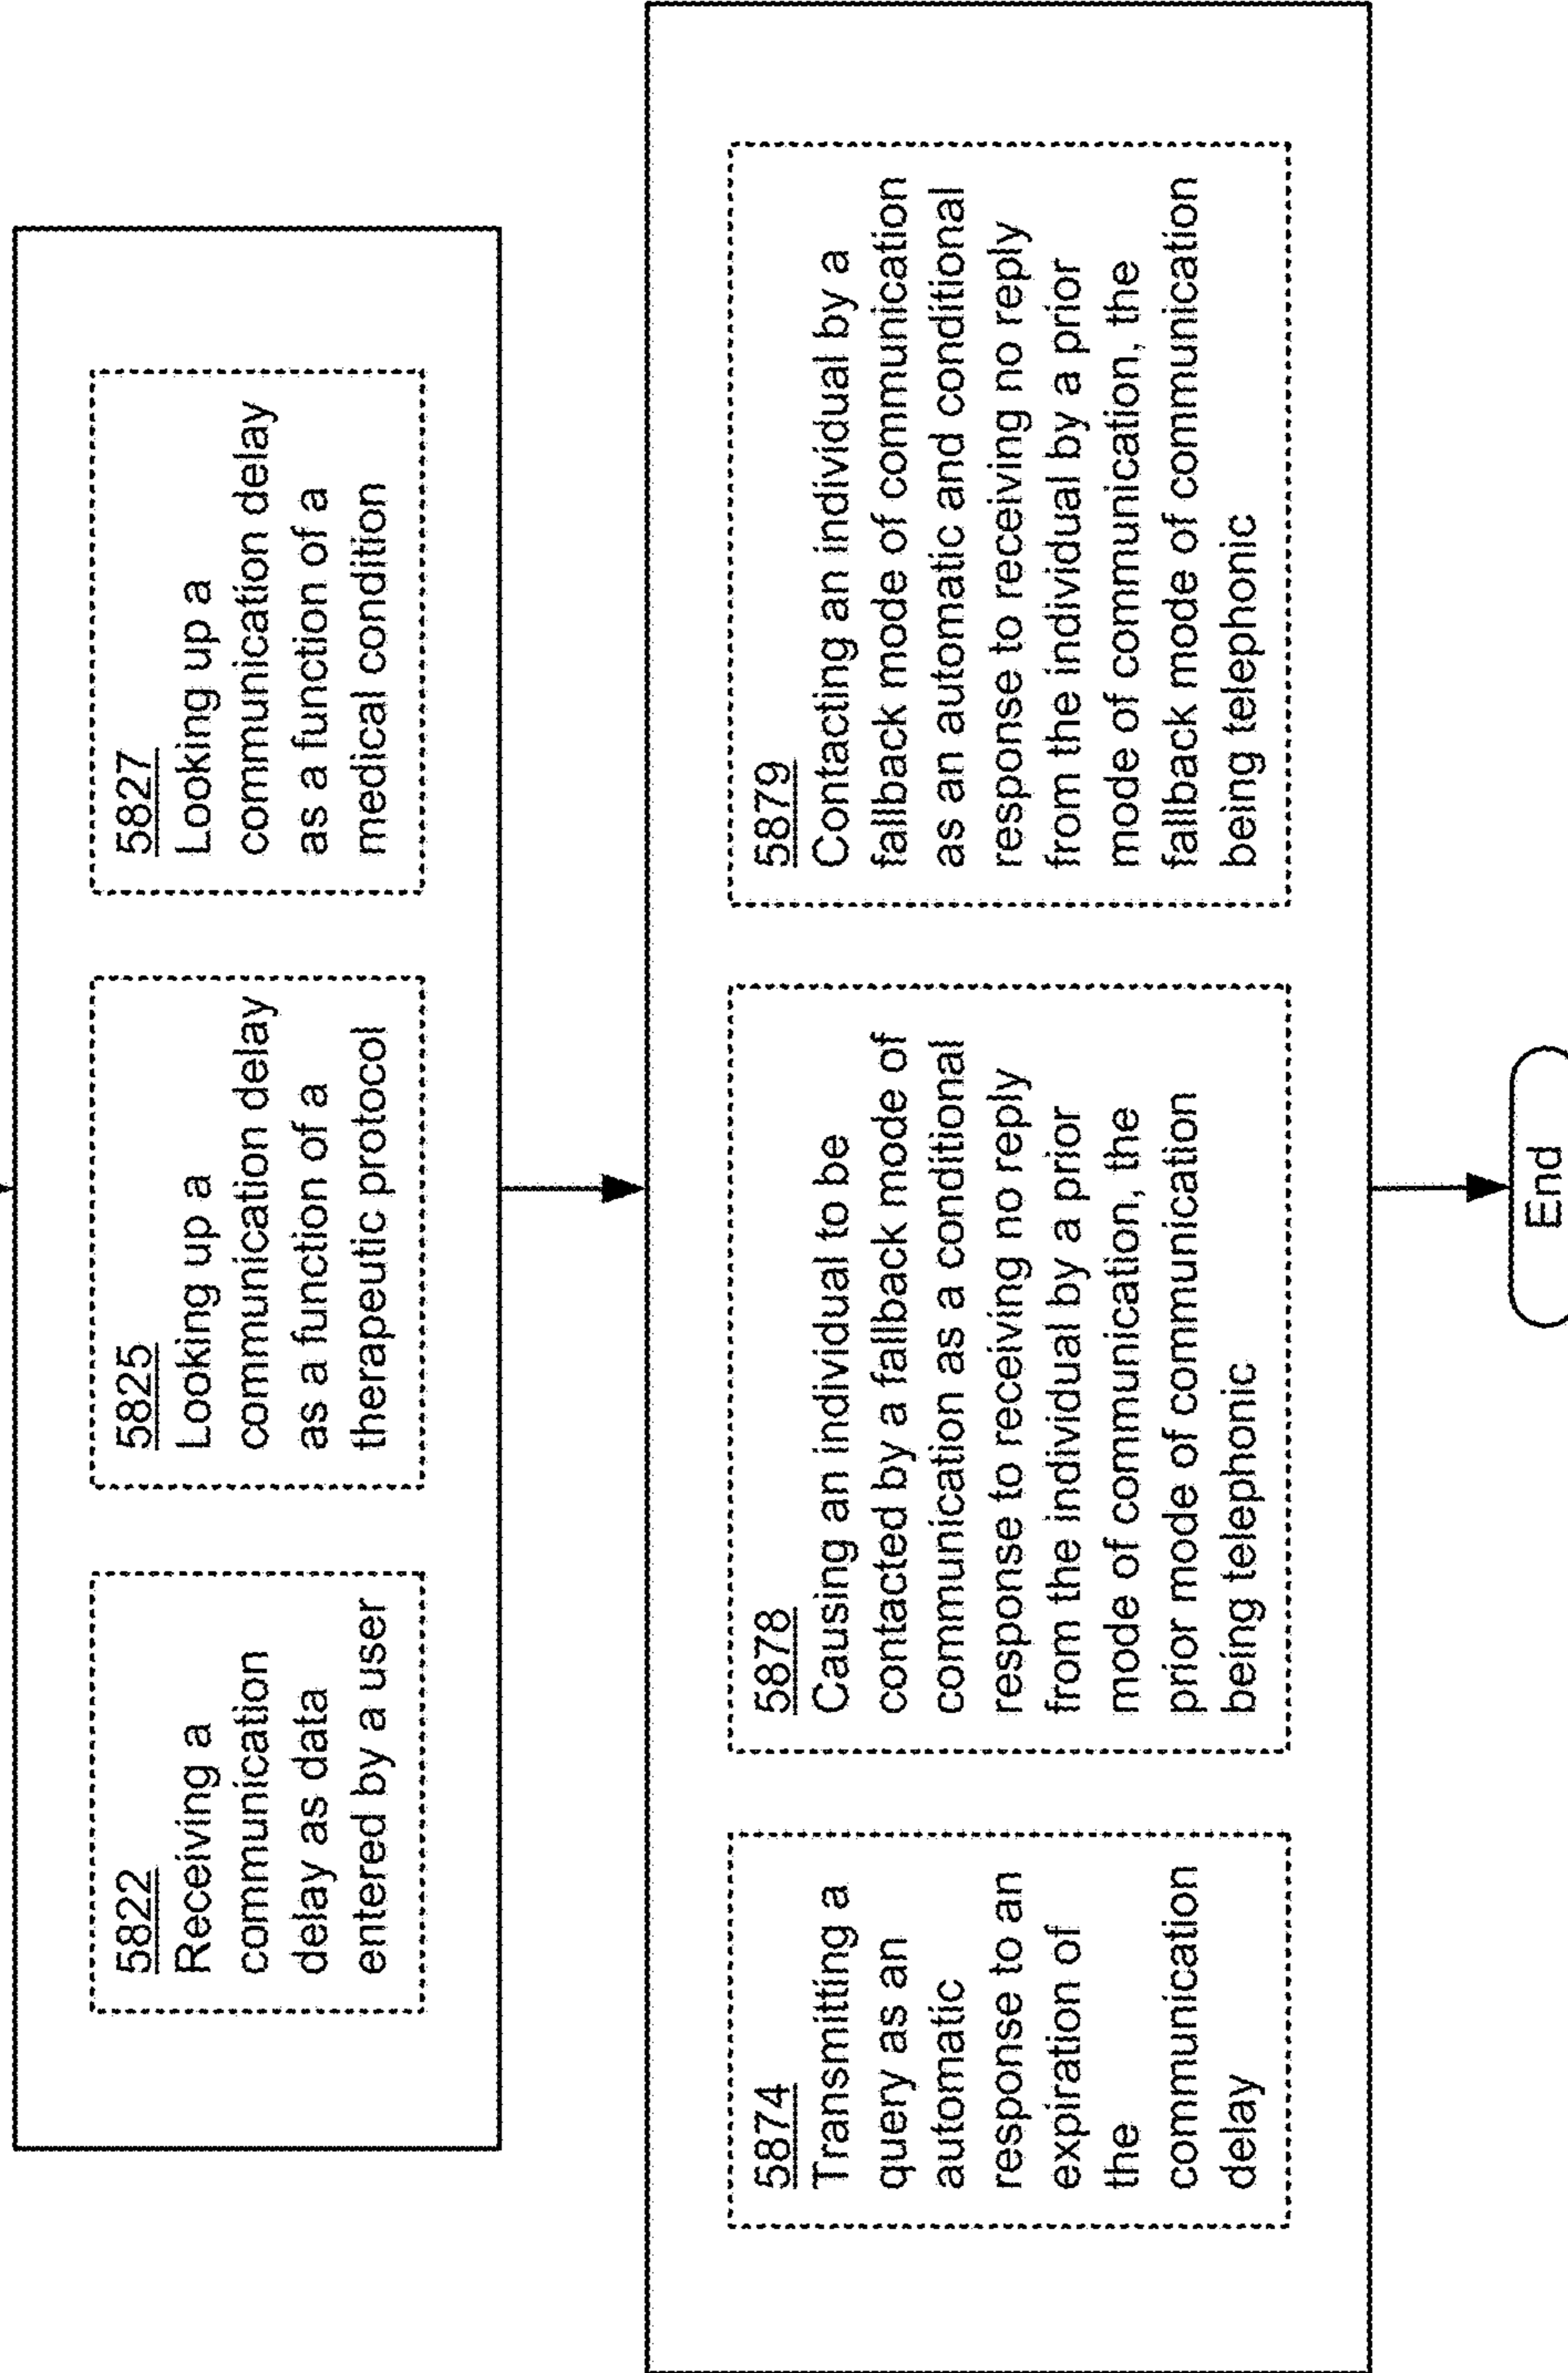 5822
Receiving a
communication
delay as data
entered by a user
5825
Looking up a
communication delay
as a function of a
therapeutic protocol
5827
Looking up a
communication delay
as a function of a
medical condition
5874
Transmitting a
query as an
automatic
response to an
expiration of
the
communication
delay
5878
Causing an individual to be
contacted by a fallback mode of
communication as a conditional
response to receiving no reply
from the individual by a prior
mode of communication, the
prior mode of communication
being telephonic
5879
Contacting an individual by a
fallback mode of communication
as an automatic and conditional
response to receiving no reply
from the individual by a prior
mode of communication, the
fallback mode of communication
being telephonic
End